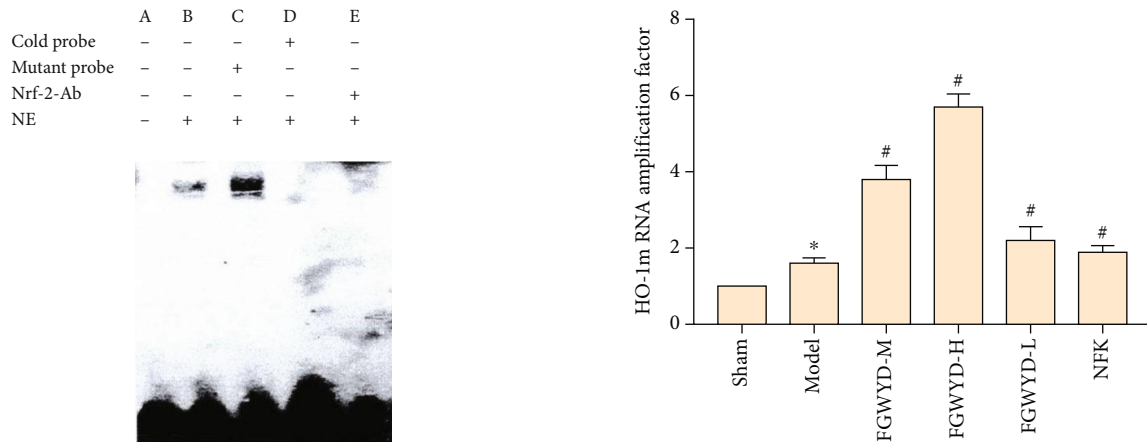 A B C D E
Cold probe – – – + –
Mutant probe – – + – –
Nrf-2-Ab – – – – +
NE – + + + +
HO-1m RNA amplification factor
8
6
4
2
0
*
#
#
#
#
Sham
Model
FGWYD-M
FGWYD-H
FGWYD-L
NFK